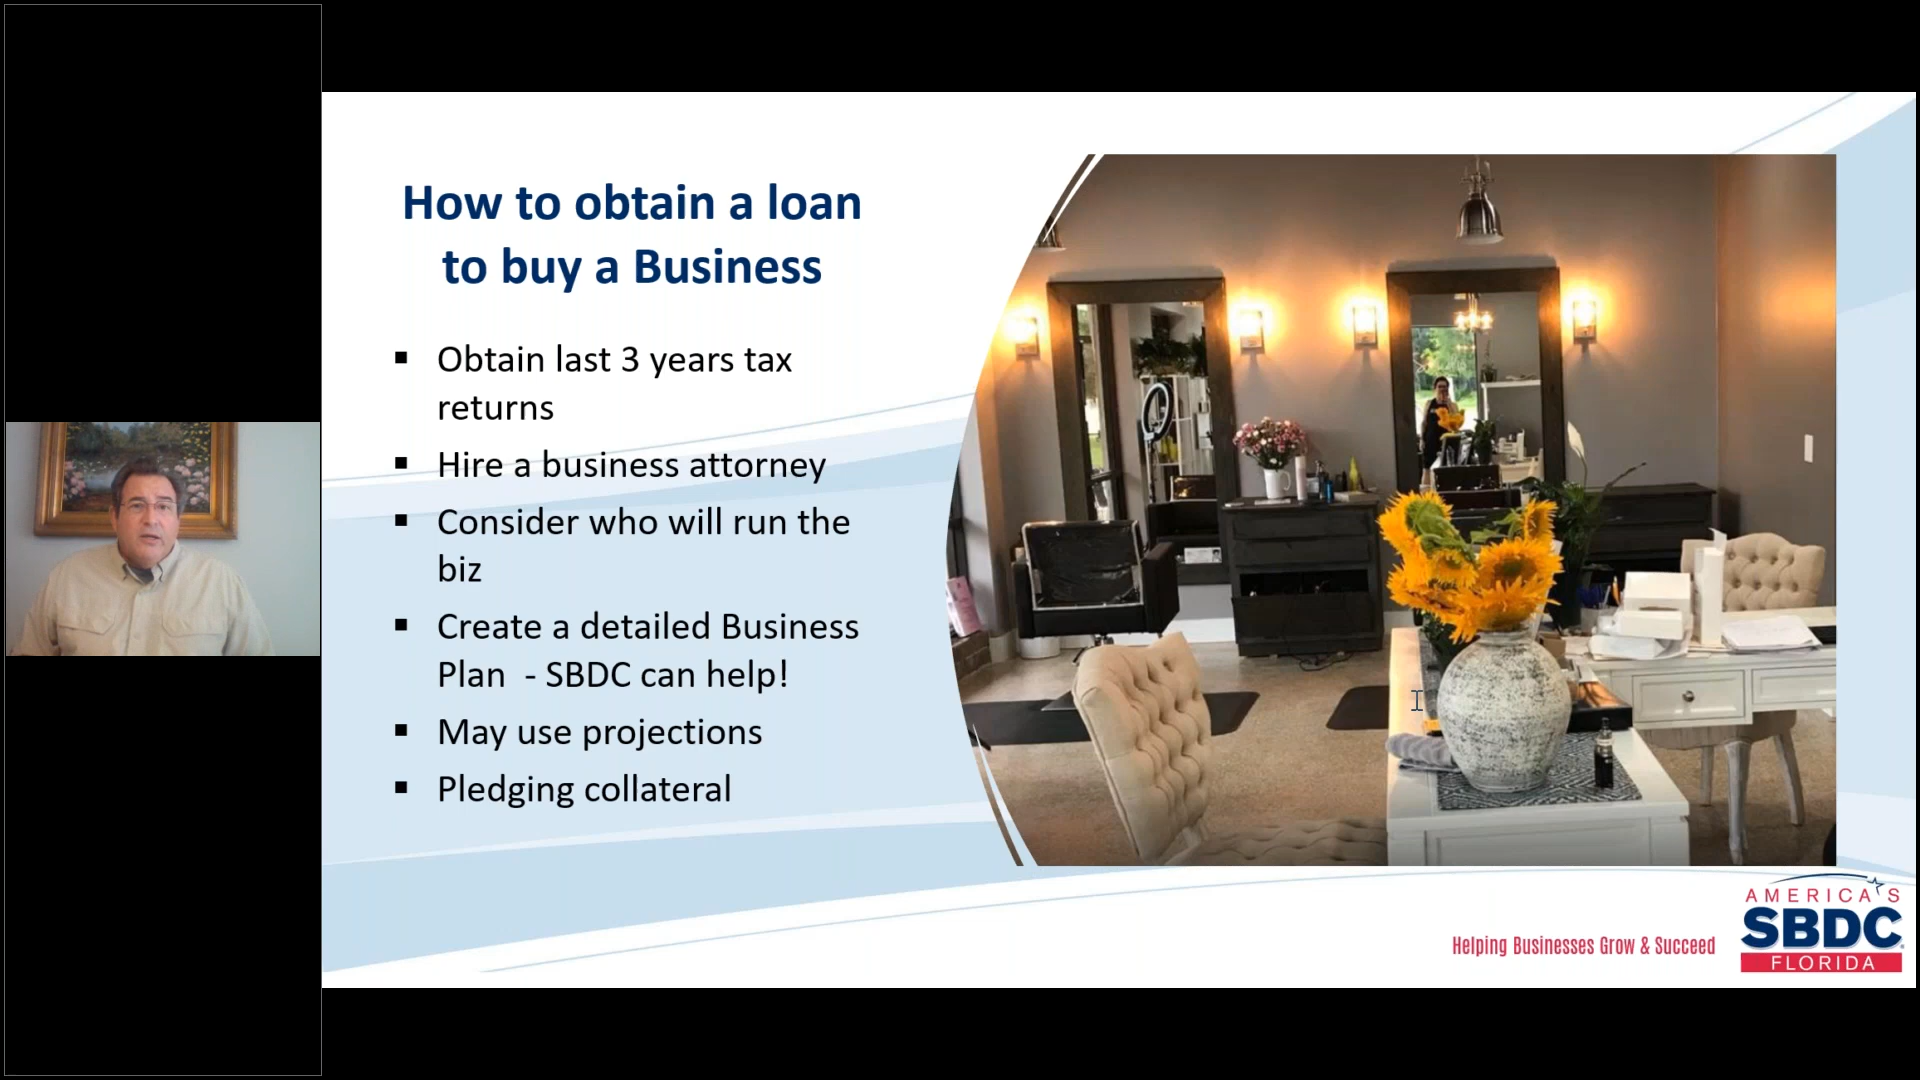 How to obtain a loan
to buy a Business
▪ Obtain last 3 years tax
returns
▪ Hire a business attorney
▪ Consider who will run the
biz
▪ Create a detailed Business
Plan  - SBDC can help!
▪ May use projections
▪ Pledging collateral
Helping Businesses Grow & Succeed
AMERICA'S
SBDC
FLORIDA